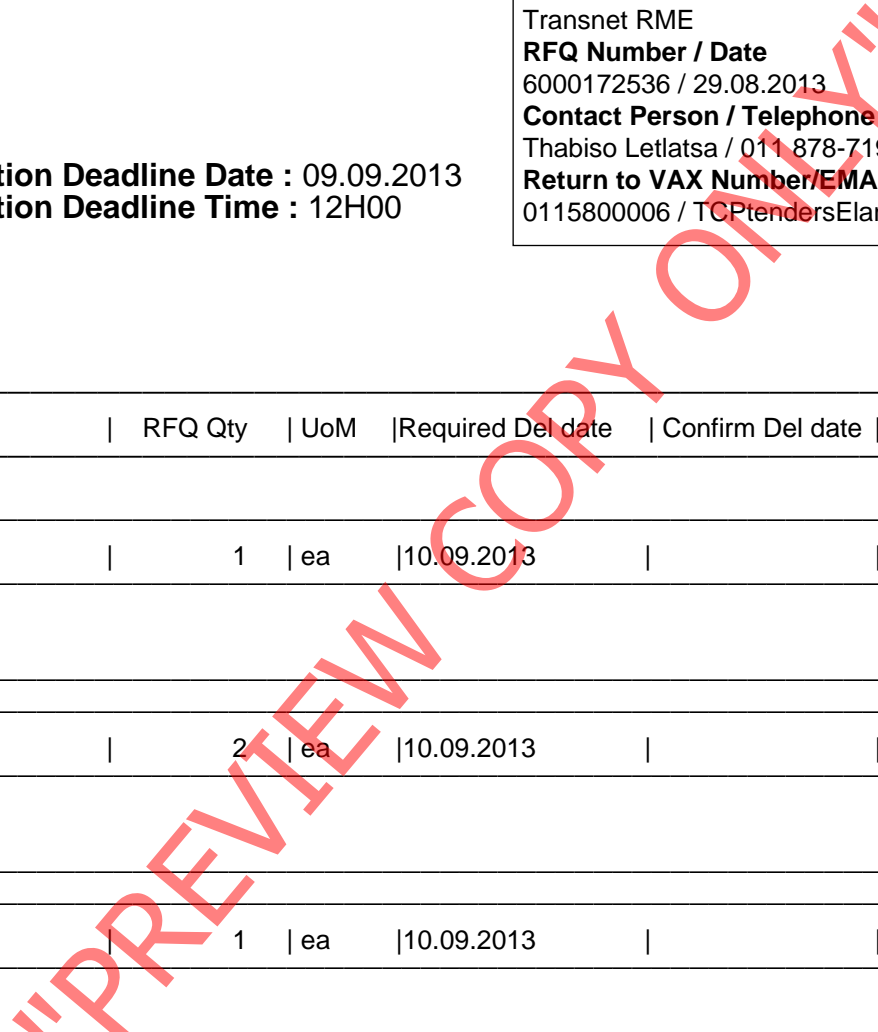 Transnet RME
RFQ Number / Date
6000172536 / 29.08.2013
Contact Person / Telephone
Thabiso Letlatsa / 011 878-719
Return to VAX Number/EMA
0115800006 / TCPtendersElan
tion Deadline Date : 09.09.2013
tion Deadline Time : 12H00
| RFQ Qty | UoM |Required Del date | Confirm Del date |
| 1 | ea |10.09.2013 | |
| 2 | ea |10.09.2013 | |
| 1 | ea |10.09.2013 | |
"PREVIEW COPY ONLY"